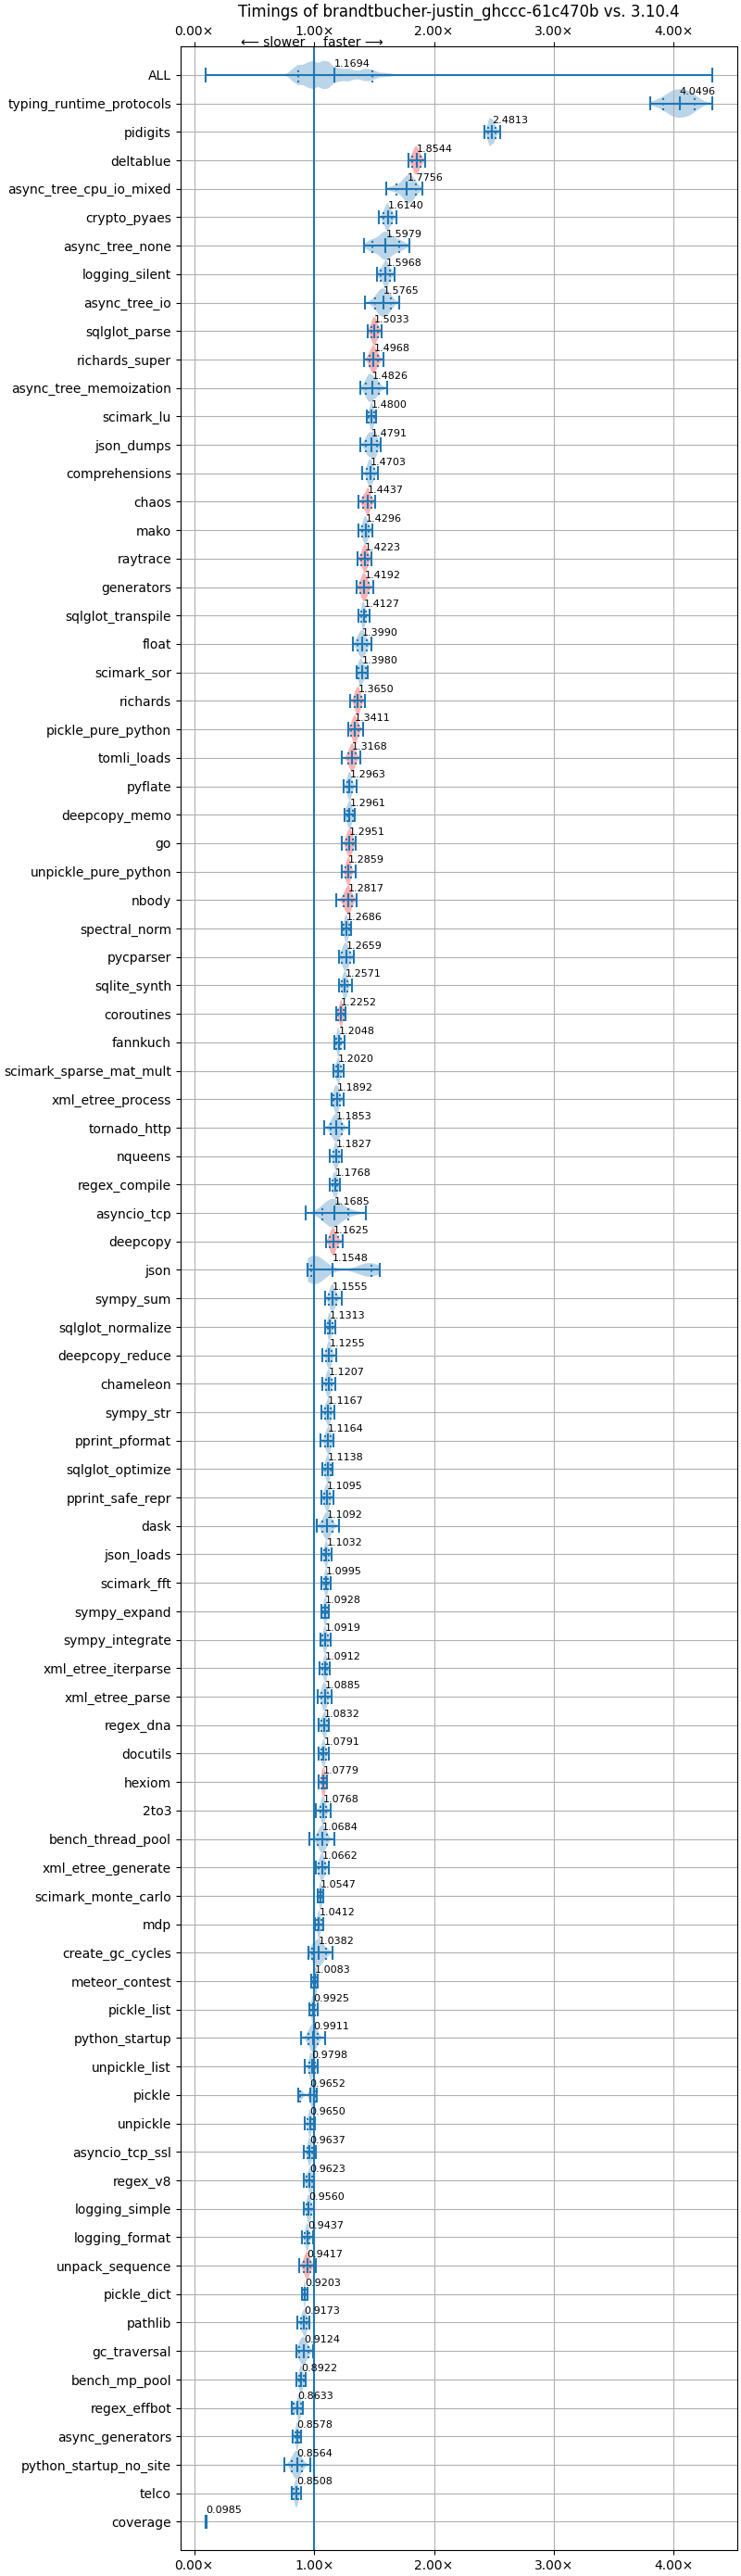 Timings of brandtbucher-justin_ghccc-61c470b vs. 3.10.4
0.00× 1.00× 2.00× 3.00× 4.00×
⟵ slower faster ⟶
ALL 1.1694
typing_runtime_protocols 4.0496
pidigits 2.4813
deltablue 1.8544
async_tree_cpu_io_mixed 1.7756
crypto_pyaes 1.6140
async_tree_none 1.5979
logging_silent 1.5968
async_tree_io 1.5765
sqlglot_parse 1.5033
richards_super 1.4968
async_tree_memoization 1.4826
scimark_lu 1.4800
json_dumps 1.4791
comprehensions 1.4703
chaos 1.4437
mako 1.4296
raytrace 1.4223
generators 1.4192
sqlglot_transpile 1.4127
float 1.3990
scimark_sor 1.3980
richards 1.3650
pickle_pure_python 1.3411
tomli_loads 1.3168
pyflate 1.2963
deepcopy_memo 1.2961
go 1.2951
unpickle_pure_python 1.2859
nbody 1.2817
spectral_norm 1.2686
pycparser 1.2659
sqlite_synth 1.2571
coroutines 1.2252
fannkuch 1.2048
scimark_sparse_mat_mult 1.2020
xml_etree_process 1.1892
tornado_http 1.1853
nqueens 1.1827
regex_compile 1.1768
asyncio_tcp 1.1685
deepcopy 1.1625
json 1.1548
sympy_sum 1.1555
sqlglot_normalize 1.1313
deepcopy_reduce 1.1255
chameleon 1.1207
sympy_str 1.1167
pprint_pformat 1.1164
sqlglot_optimize 1.1138
pprint_safe_repr 1.1095
dask 1.1092
json_loads 1.1032
scimark_fft 1.0995
sympy_expand 1.0928
sympy_integrate 1.0919
xml_etree_iterparse 1.0912
xml_etree_parse 1.0885
regex_dna 1.0832
docutils 1.0791
hexiom 1.0779
2to3 1.0768
bench_thread_pool 1.0684
xml_etree_generate 1.0662
scimark_monte_carlo 1.0547
mdp 1.0412
create_gc_cycles 1.0382
meteor_contest 1.0083
pickle_list 0.9925
python_startup 0.9911
unpickle_list 0.9798
pickle 0.9652
unpickle 0.9650
asyncio_tcp_ssl 0.9637
regex_v8 0.9623
logging_simple 0.9560
logging_format 0.9437
unpack_sequence 0.9417
pickle_dict 0.9203
pathlib 0.9173
gc_traversal 0.9124
bench_mp_pool 0.8922
regex_effbot 0.8633
async_generators 0.8578
python_startup_no_site 0.8564
telco 0.8508
coverage 0.0985
0.00× 1.00× 2.00× 3.00× 4.00×